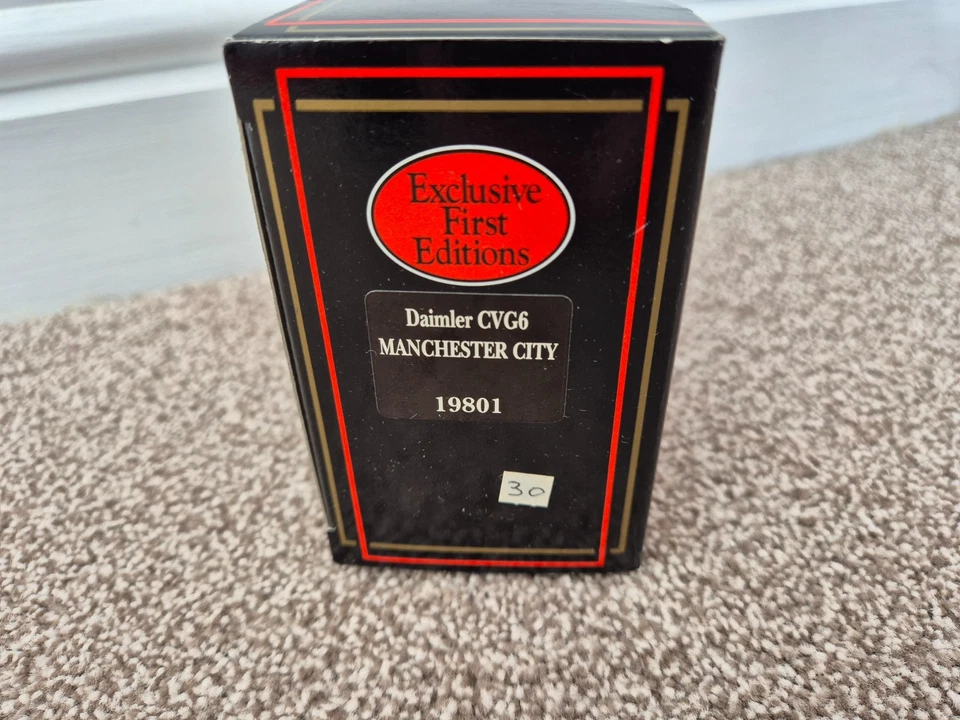 Exclusive
First
Editions
Daimler CVG6
MANCHESTER CITY
19801
30